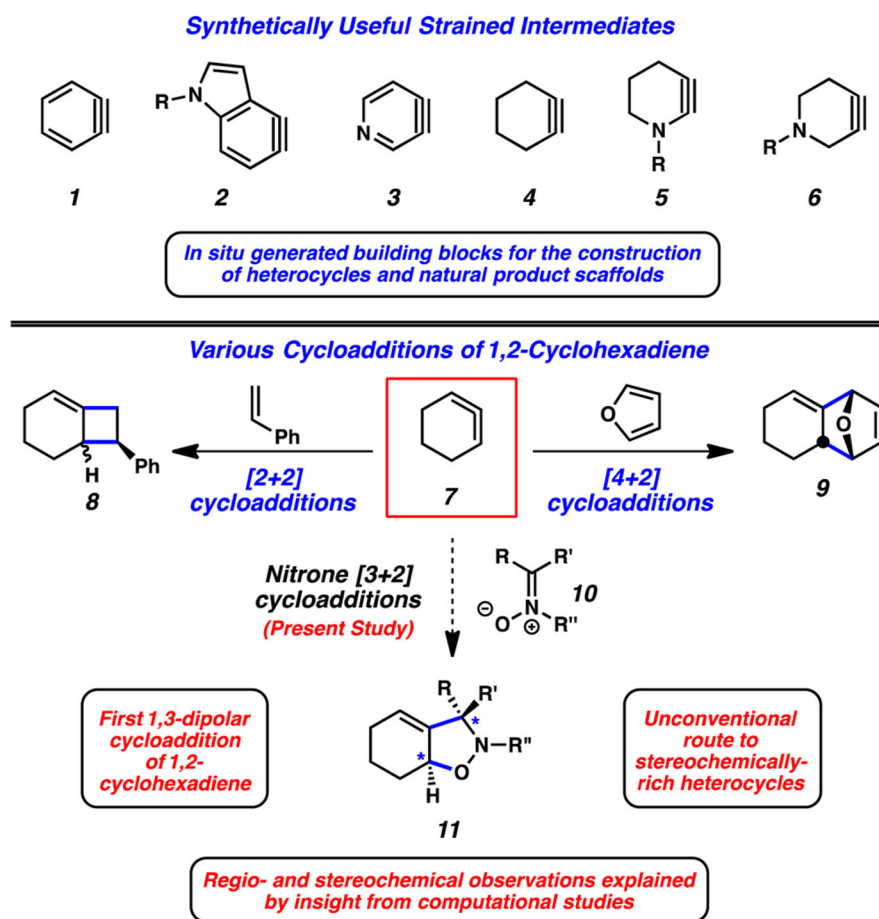 Synthetically Useful Strained Intermediates
R
N
N
N
R
R
N
1
2
3
4
5
6
In situ generated building blocks for the construction
of heterocycles and natural product scaffolds
Various Cycloadditions of 1,2-Cyclohexadiene
Ph
O
O
H
Ph
8
[2+2]
cycloadditions
7
[4+2]
cycloadditions
9
Nitrone [3+2]
cycloadditions
(Present Study)
R
R'
10
⊖
O
N
⊕
R"
First 1,3-dipolar
cycloaddition
of 1,2-
cyclohexadiene
R
R'
*
N
R"
*
O
H
11
Unconventional
route to
stereochemically-
rich heterocycles
Regio- and stereochemical observations explained
by insight from computational studies